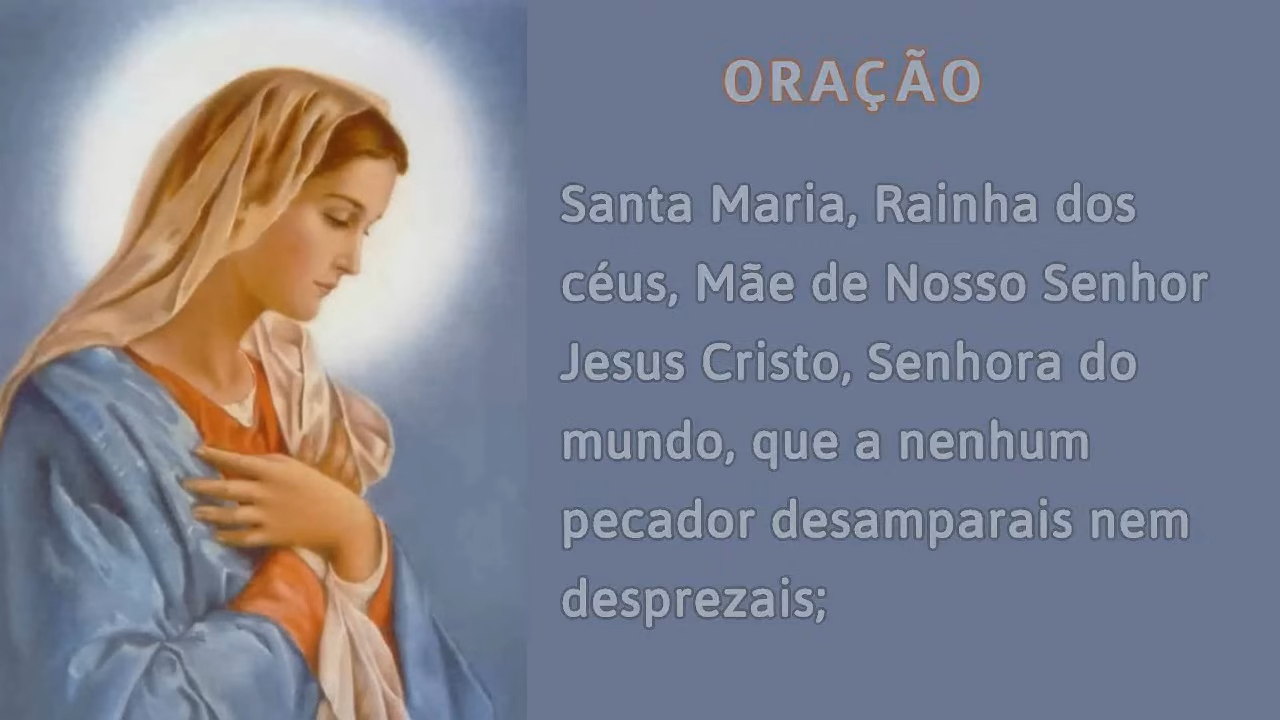 ORAÇÃO
Santa Maria, Rainha dos
céus, Mãe de Nosso Senhor
Jesus Cristo, Senhora do
mundo, que a nenhum
pecador desamparais nem
desprezais;